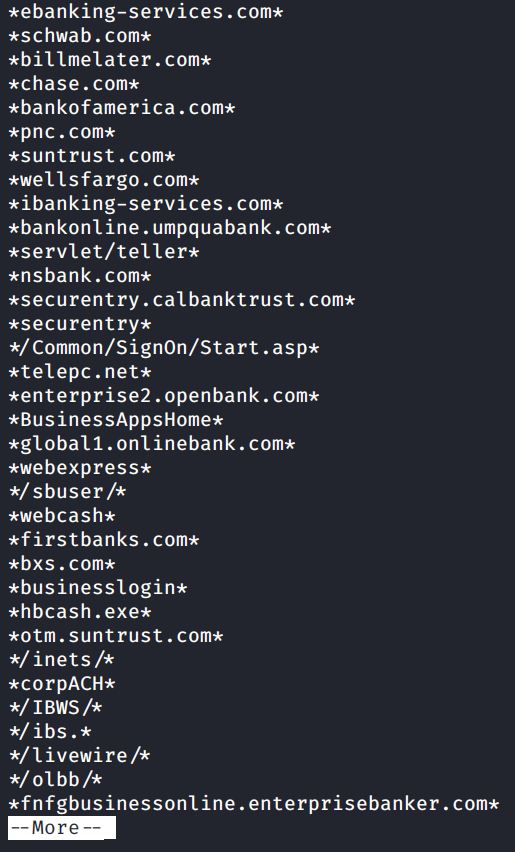 *ebanking-services.com*
*schwab.com*
*billmelater.com*
*chase.com*
*bankofamerica.com*
*pnc.com*
*suntrust.com*
*wellsfargo.com*
*ibanking-services.com*
*bankonline.umpquabank.com*
*servlet/teller*
*nsbank.com*
*securentry.calbanktrust.com*
*securentry*
*/Common/SignOn/Start.asp*
*telepc.net*
*enterprise2.openbank.com*
*BusinessAppsHome*
*global1.onlinebank.com*
*webexpress*
*/sbuser/*
*webcash*
*firstbanks.com*
*bxs.com*
*businesslogin*
*hbcash.exe*
*otm.suntrust.com*
*/inets/*
*corpACH*
*/IBWS/*
*/ibs.*
*/livewire/*
*/olbb/*
*fnfgbusinessonline.enterprisebanker.com*
--More--